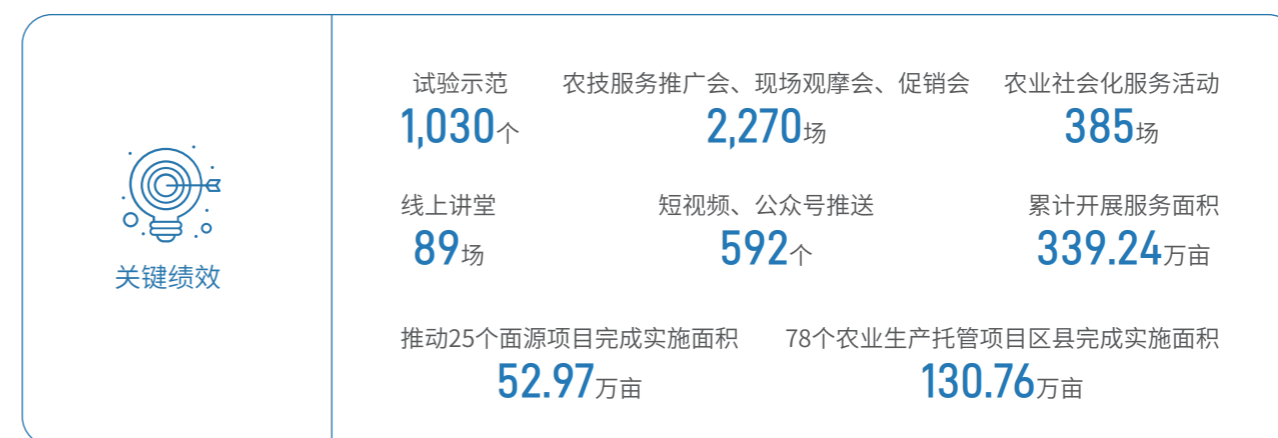 关键绩效
试验示范
1,030个
农技服务推广会、现场观摩会、促销会
2,270场
农业社会化服务活动
385场
线上讲堂
89场
短视频、公众号推送
592个
累计开展服务面积
339.24万亩
推动25个面源项目完成实施面积
52.97万亩
78个农业生产托管项目区县完成实施面积
130.76万亩